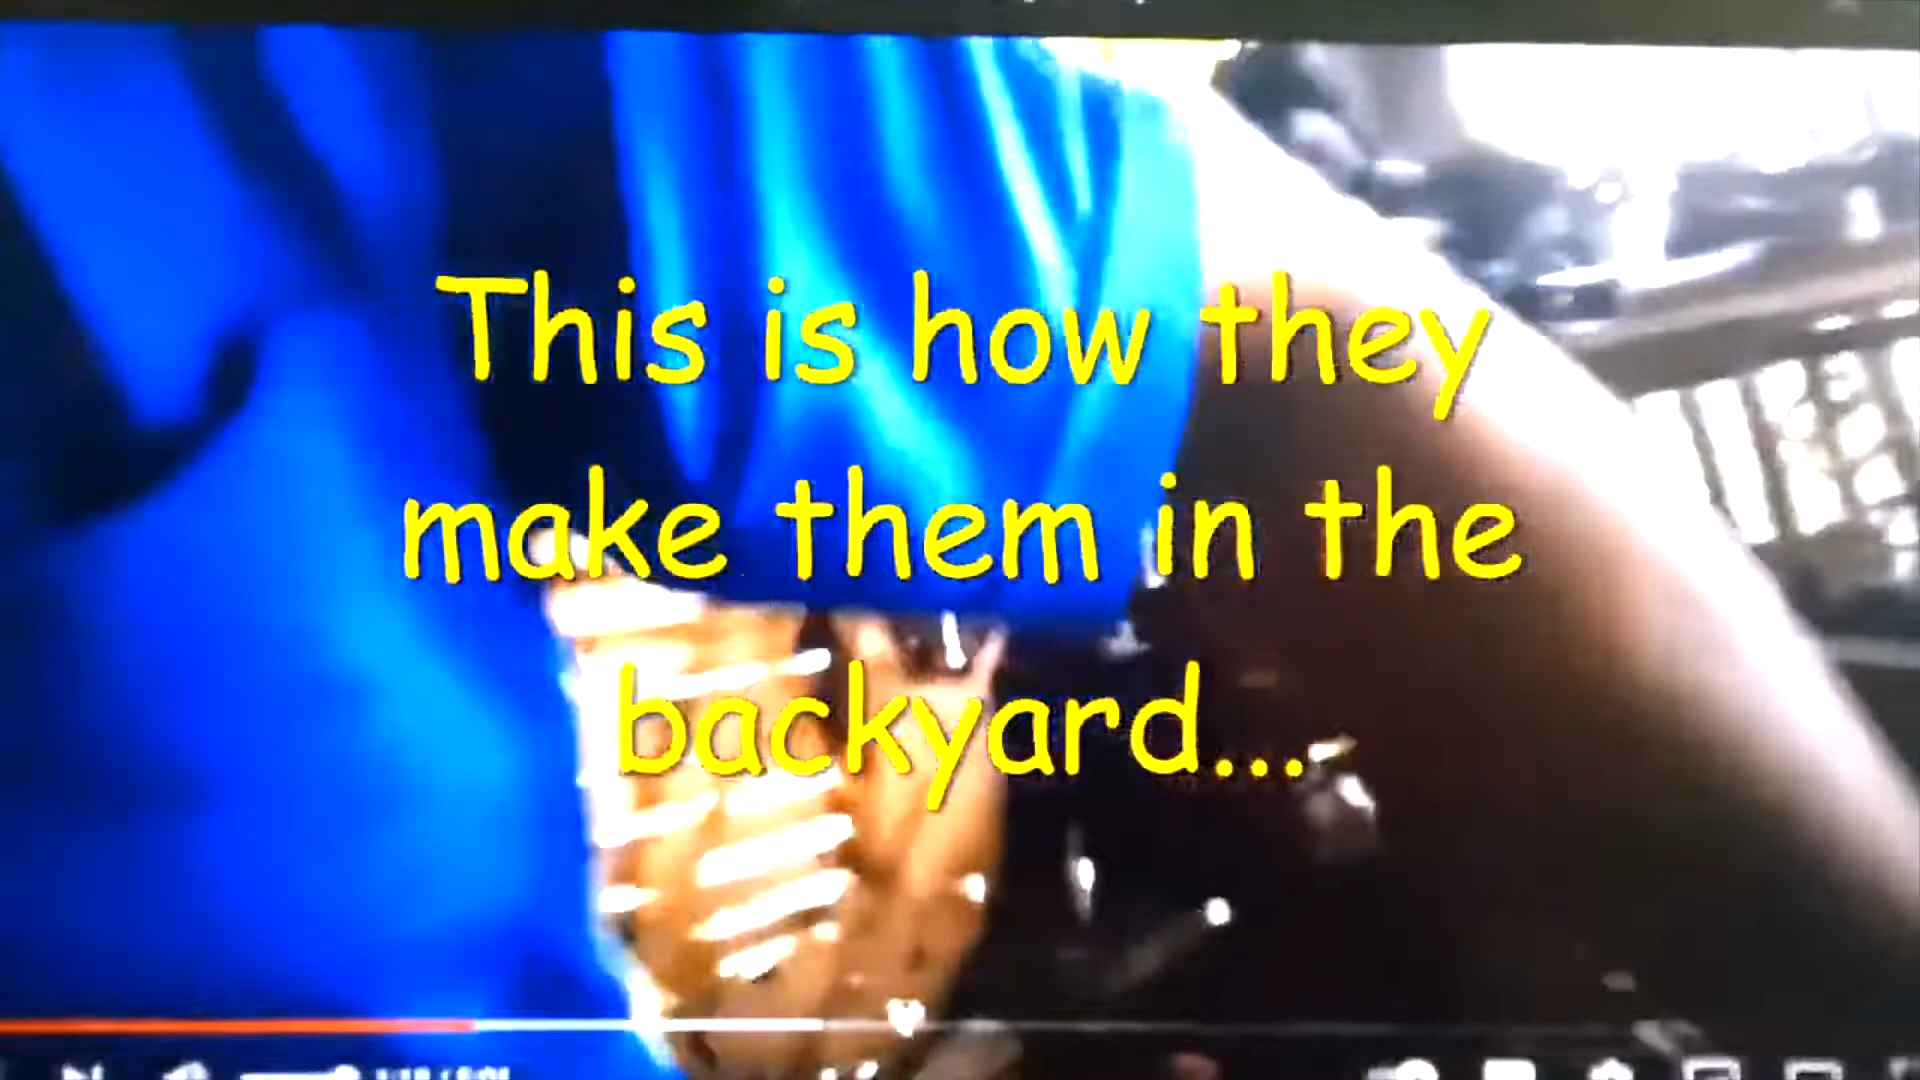 This is how they
make them in the
backyard...